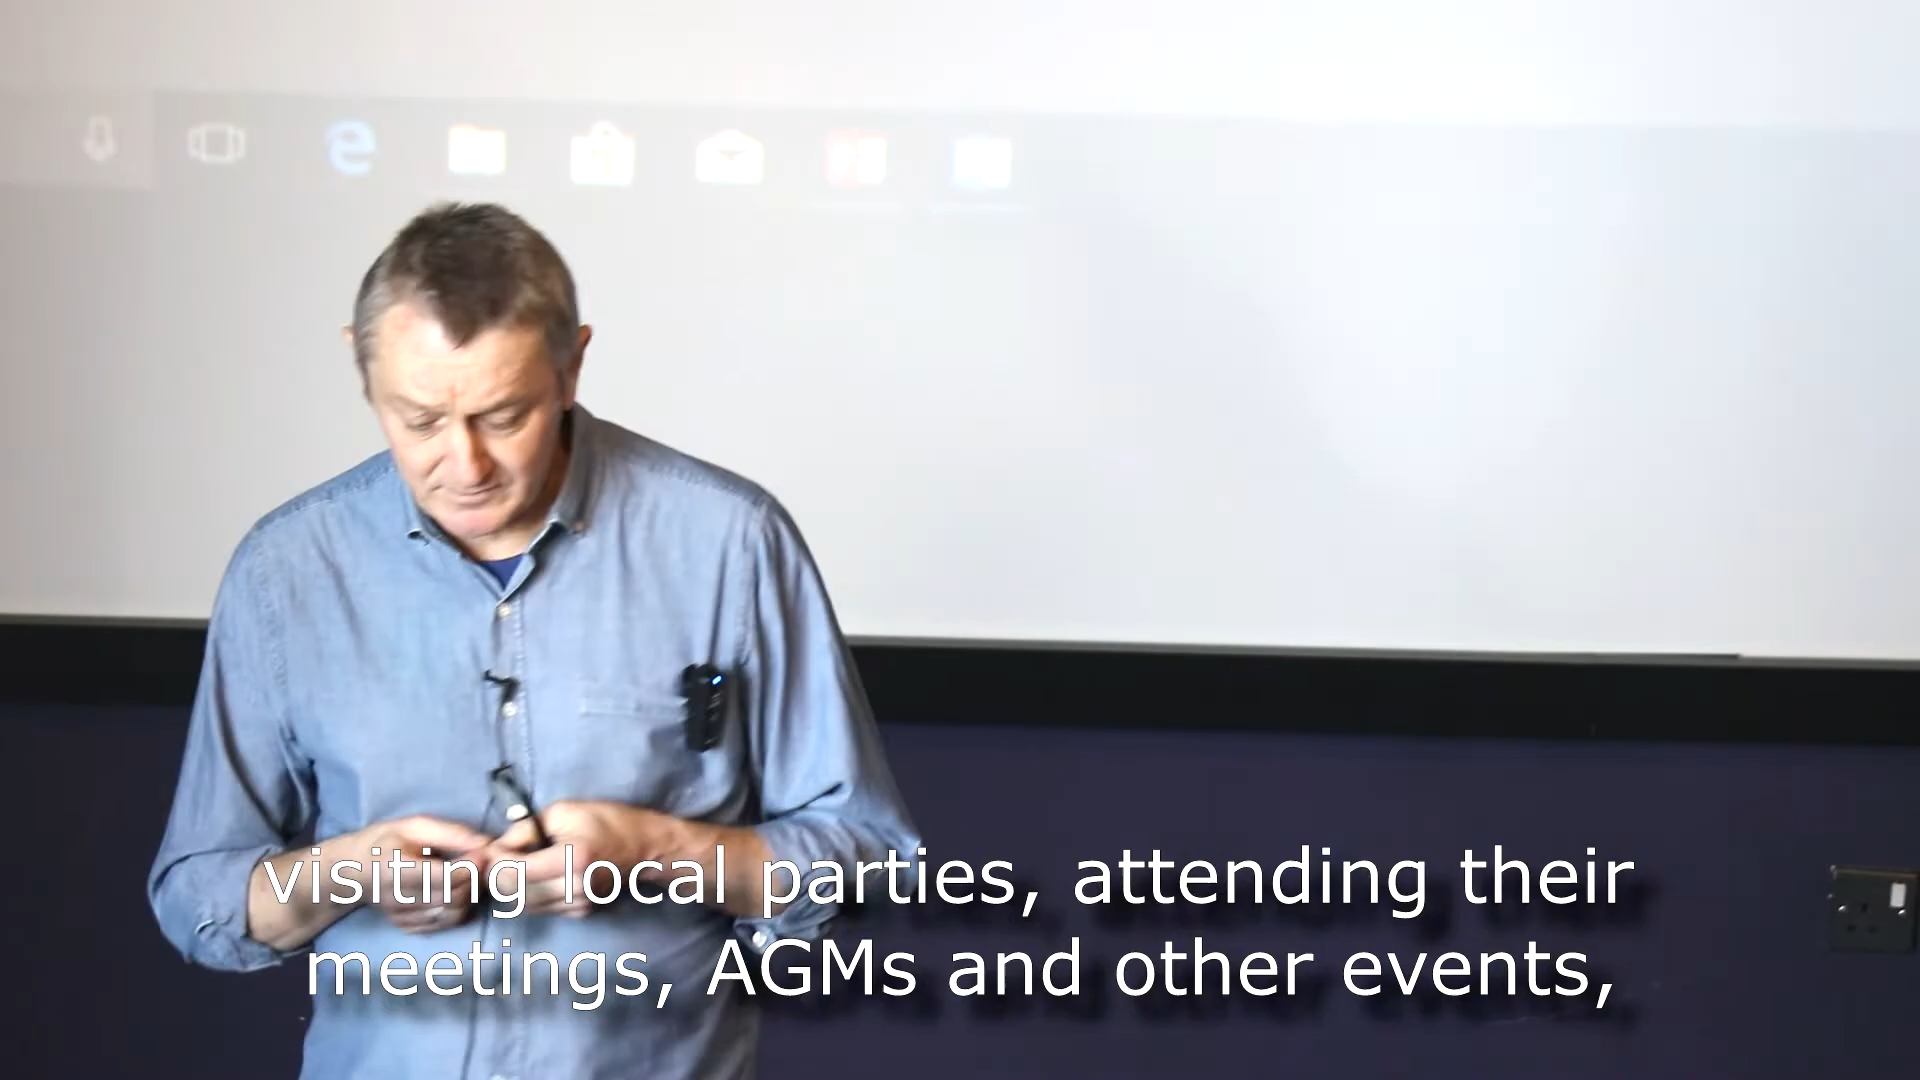 visiting local parties, attending their
meetings, AGMs and other events,